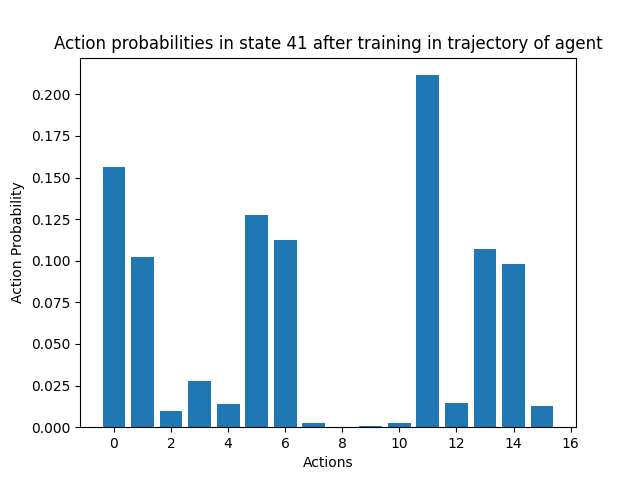 Action probabilities in state 41 after training in trajectory of agent
0.200
0.175
0.150
0.125
0.100
0.075
0.050
0.025
0.000
Action Probability
0 2 4 6 8 10 12 14 16
Actions